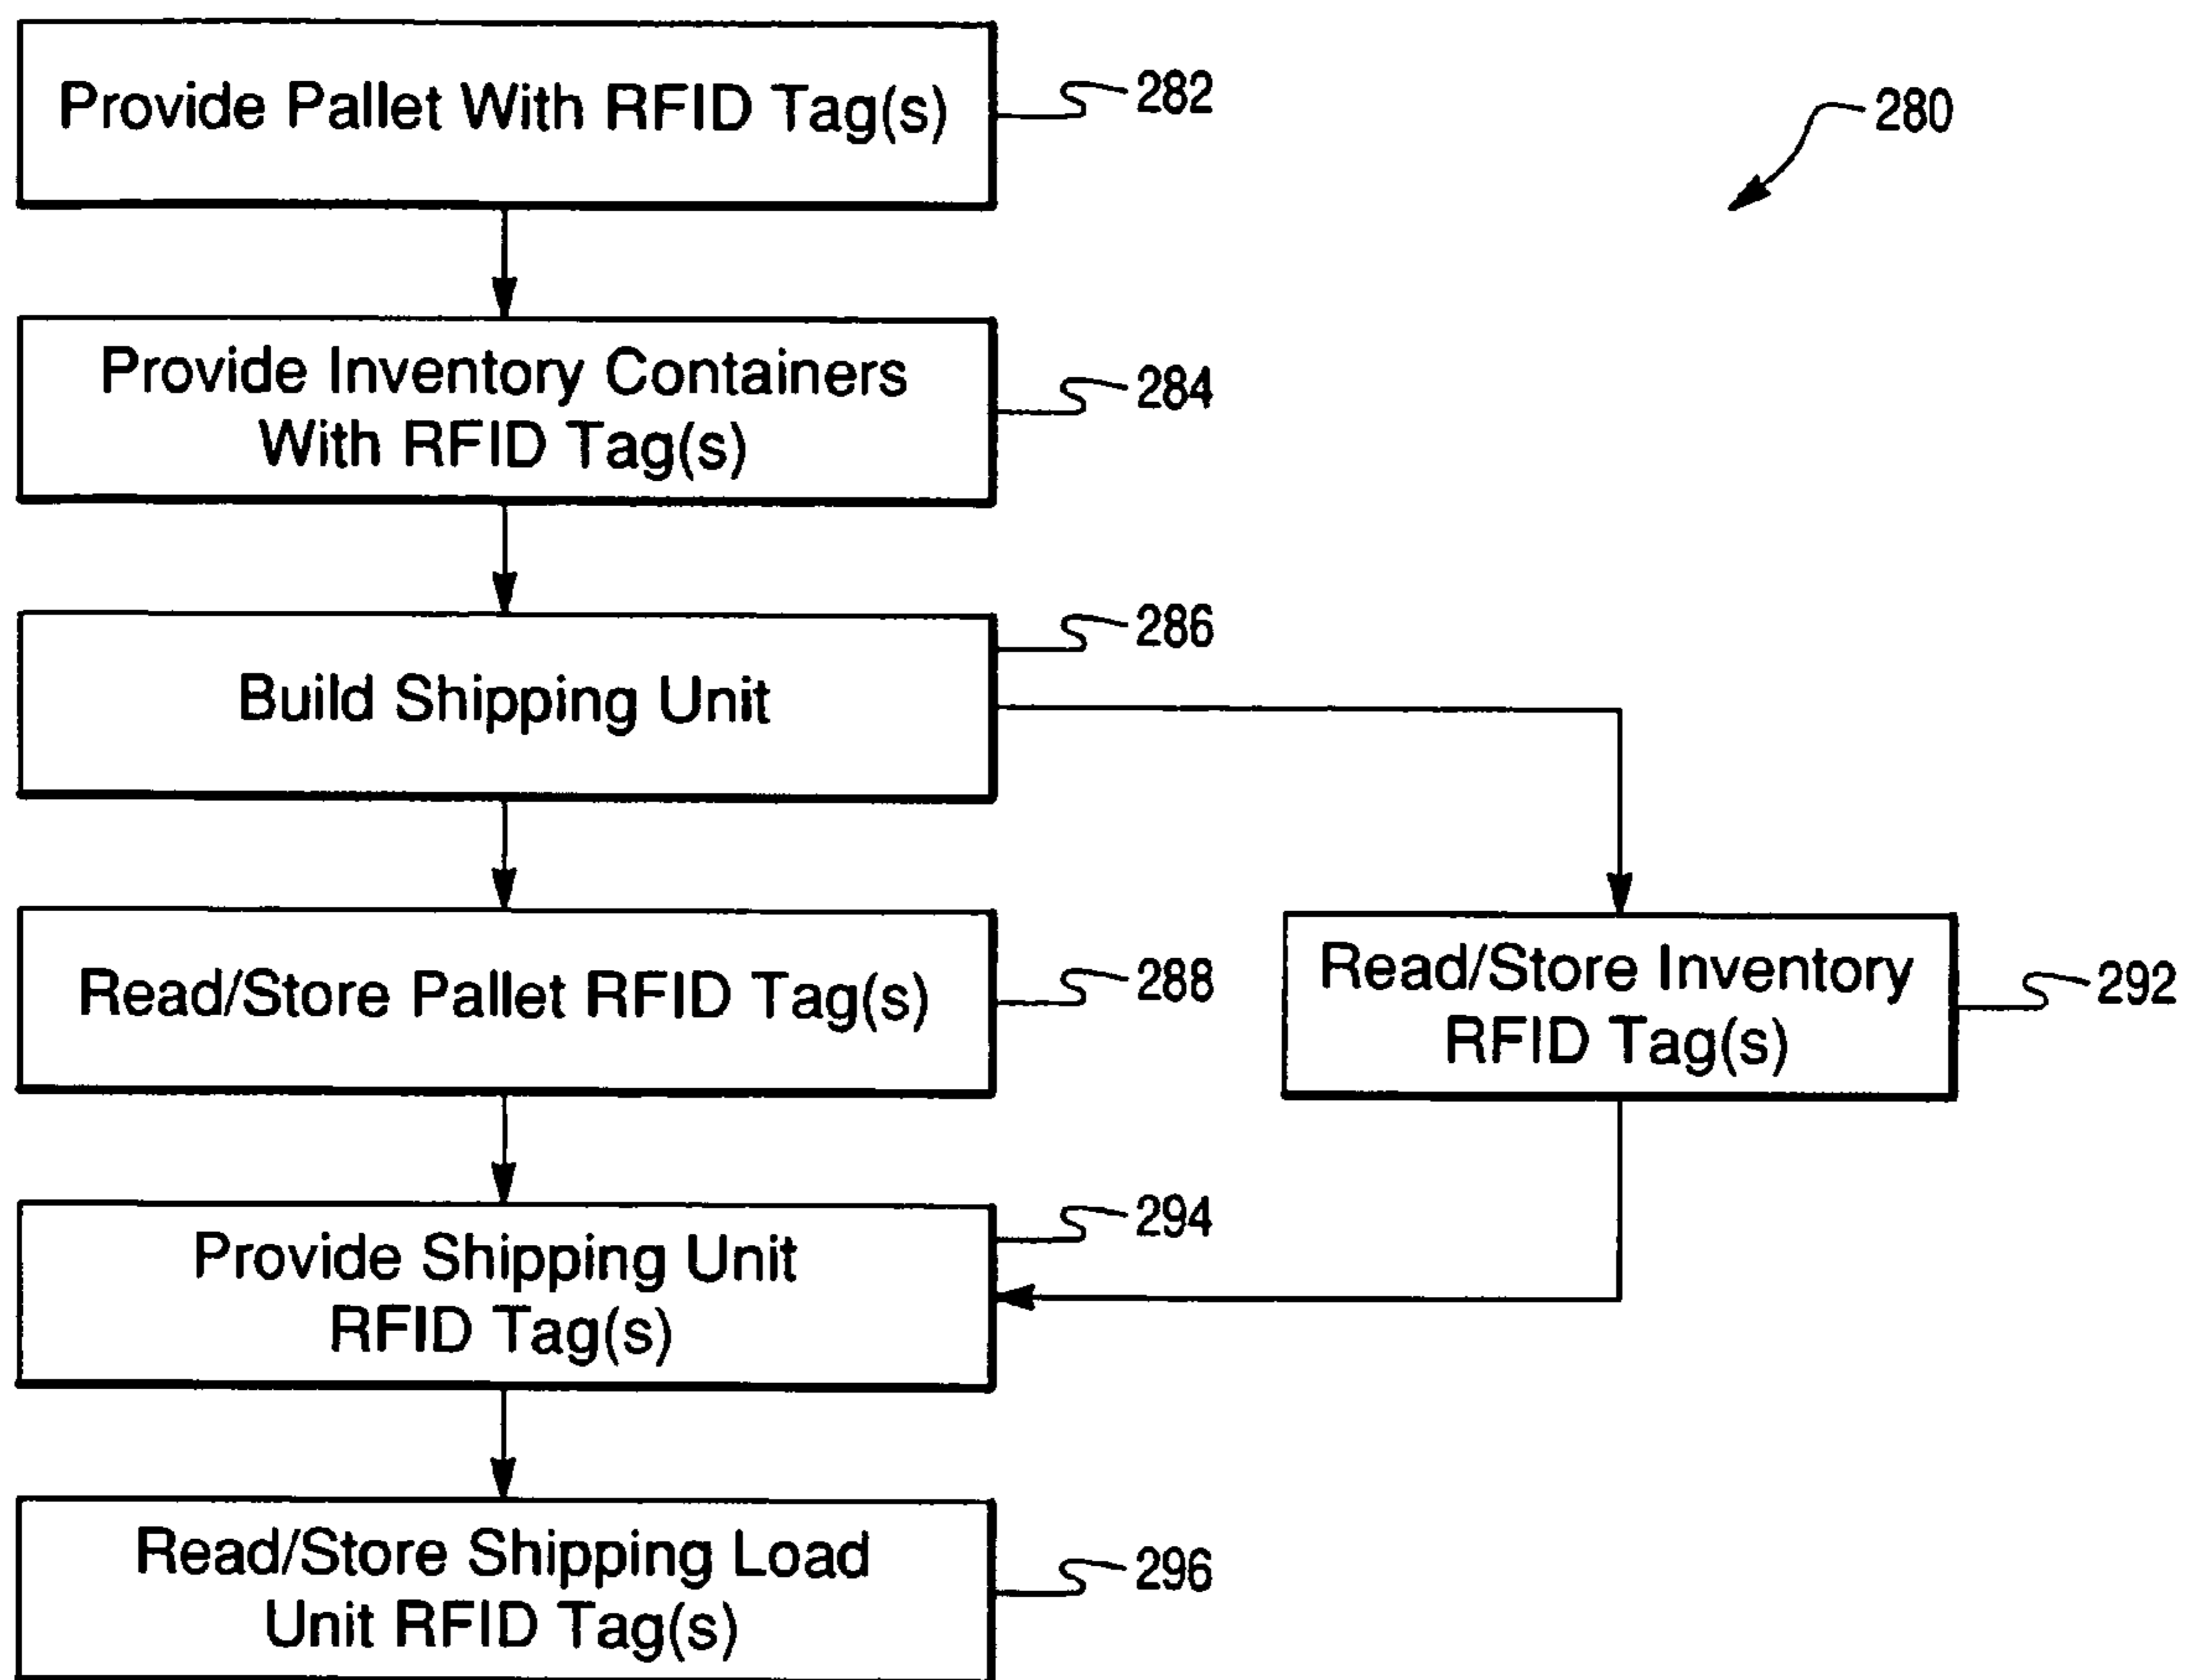 Provide Pallet With RFID Tag(s)
282
280
Provide Inventory Containers
With RFID Tag(s)
284
Build Shipping Unit
286
Read/Store Pallet RFID Tag(s)
288
Read/Store Inventory
RFID Tag(s)
292
Provide Shipping Unit
RFID Tag(s)
294
Read/Store Shipping Load
Unit RFID Tag(s)
296